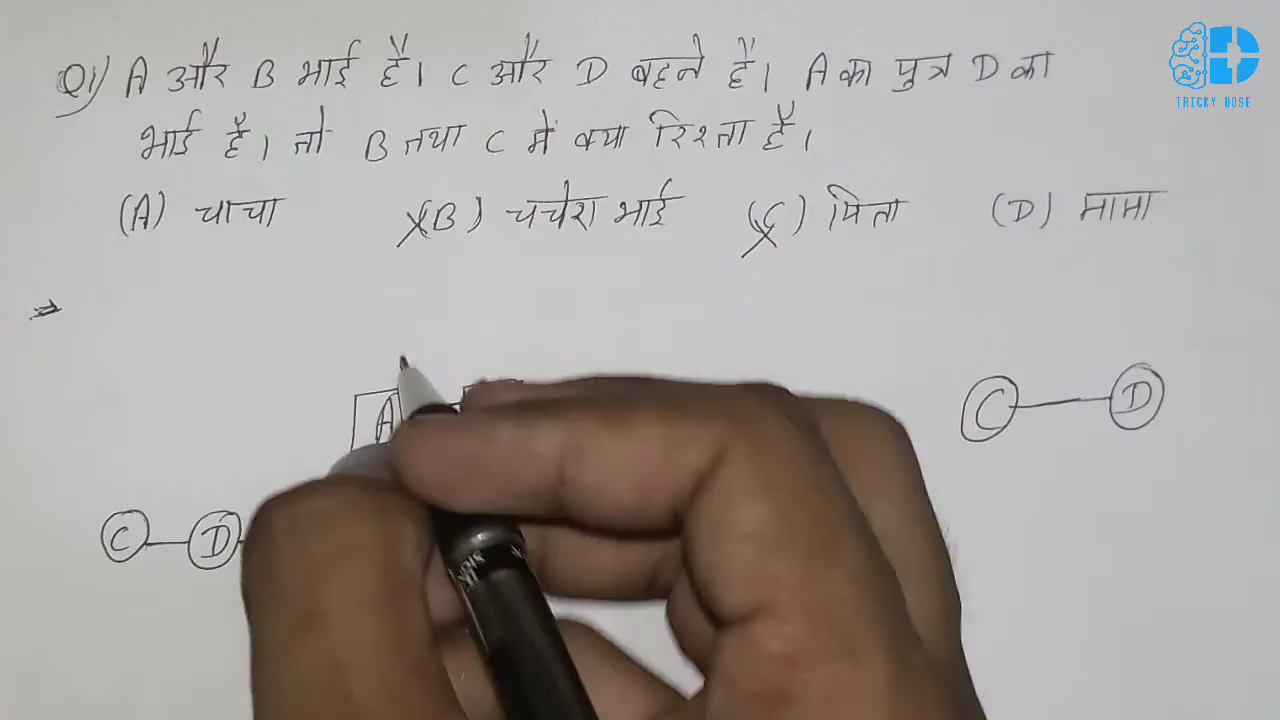 Q1) A और B भाई हैं। C और D बहने हैं। A का पुत्र D का
भाई है। तो B तथा C में क्या रिश्ता हैं।
(A) चाचा (B) चचेरा भाई (C) पिता (D) मामा
A
C D
C D
TRICKY DOSE